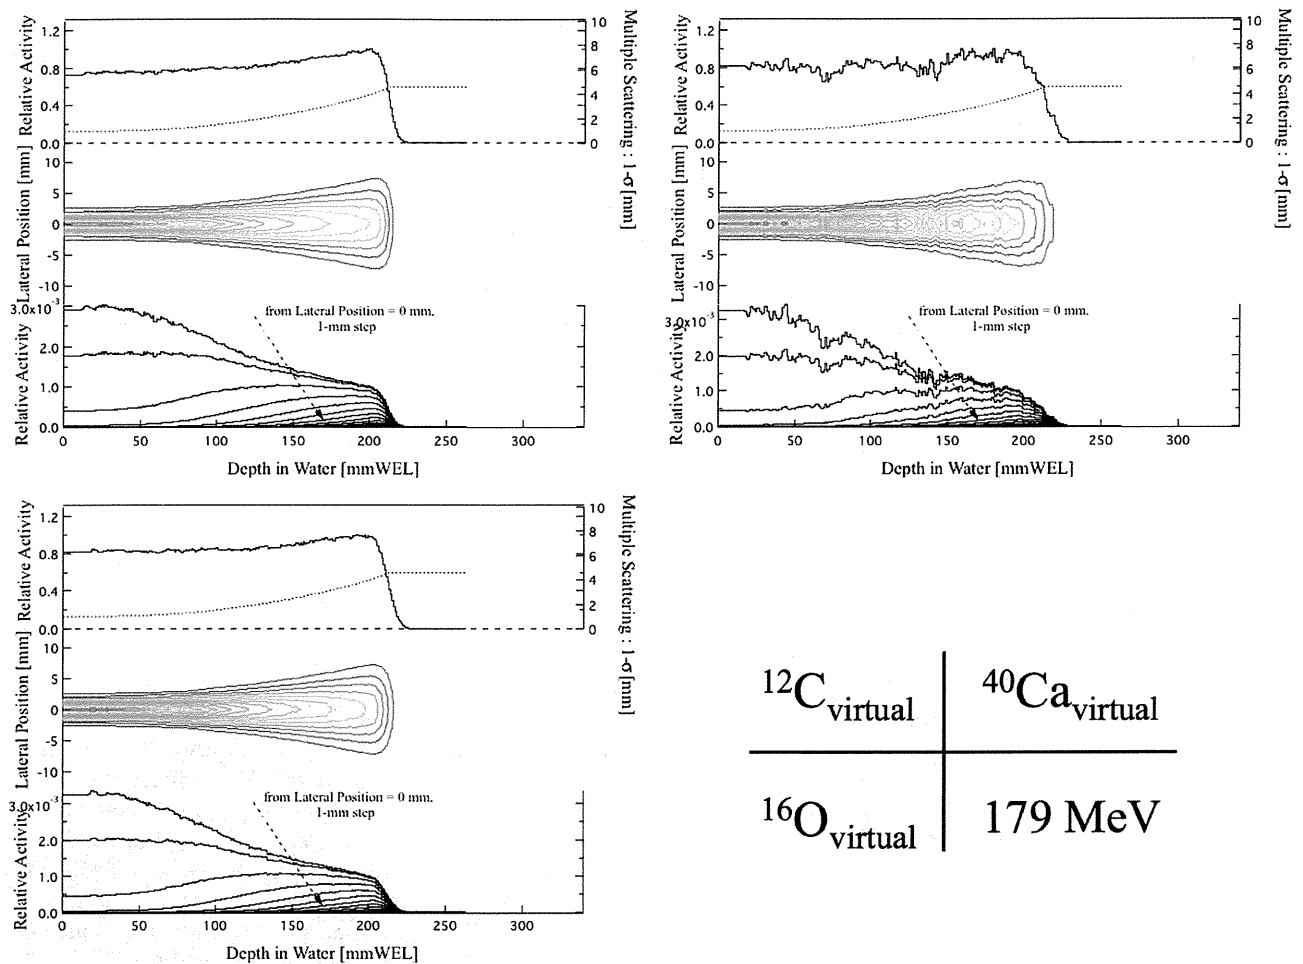 Relative Activity
1.2
0.8
0.4
0.0
10
8
6
4
2
0
Multiple Scattering : 1-σ [mm]
Lateral Position [mm]
10
5
0
-5
-10
Relative Activity
3.0x10⁻³
2.0
1.0
0.0
from Lateral Position = 0 mm,
1-mm step
0 50 100 150 200 250 300
Depth in Water [mmWEL]
Relative Activity
1.2
0.8
0.4
0.0
10
8
6
4
2
0
Multiple Scattering : 1-σ [mm]
Lateral Position [mm]
10
5
0
-5
-10
Relative Activity
3.0x10⁻³
2.0
1.0
0.0
from Lateral Position = 0 mm,
1-mm step
0 50 100 150 200 250 300
Depth in Water [mmWEL]
Relative Activity
1.2
0.8
0.4
0.0
10
8
6
4
2
0
Multiple Scattering : 1-σ [mm]
Lateral Position [mm]
10
5
0
-5
-10
Relative Activity
3.0x10⁻³
2.0
1.0
0.0
from Lateral Position = 0 mm,
1-mm step
0 50 100 150 200 250 300
Depth in Water [mmWEL]
¹²C virtual
⁴⁰Ca virtual
¹⁶O virtual
179 MeV